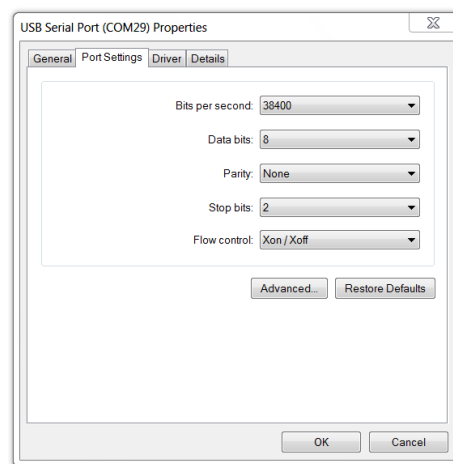 USB Serial Port (COM29) Properties
General Port Settings Driver Details
Bits per second: 38400
Data bits: 8
Parity: None
Stop bits: 2
Flow control: Xon / Xoff
Advanced... Restore Defaults
OK Cancel